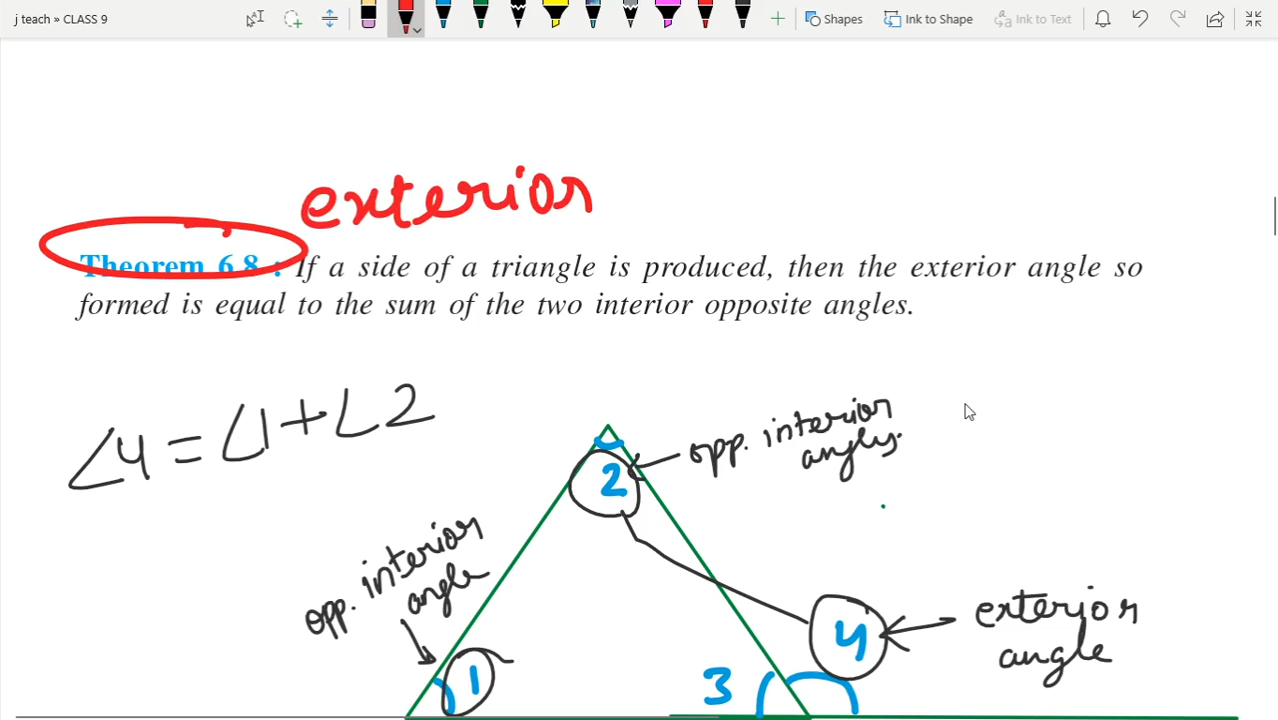 j teach » CLASS 9
Shapes
Ink to Shape
Ink to Text
exterior
Theorem 6.8 : If a side of a triangle is produced, then the exterior angle so
formed is equal to the sum of the two interior opposite angles.
∠4 = ∠1 + ∠2
opp. interior
angles.
2
opp. interior
angle
4
exterior
angle
1
3